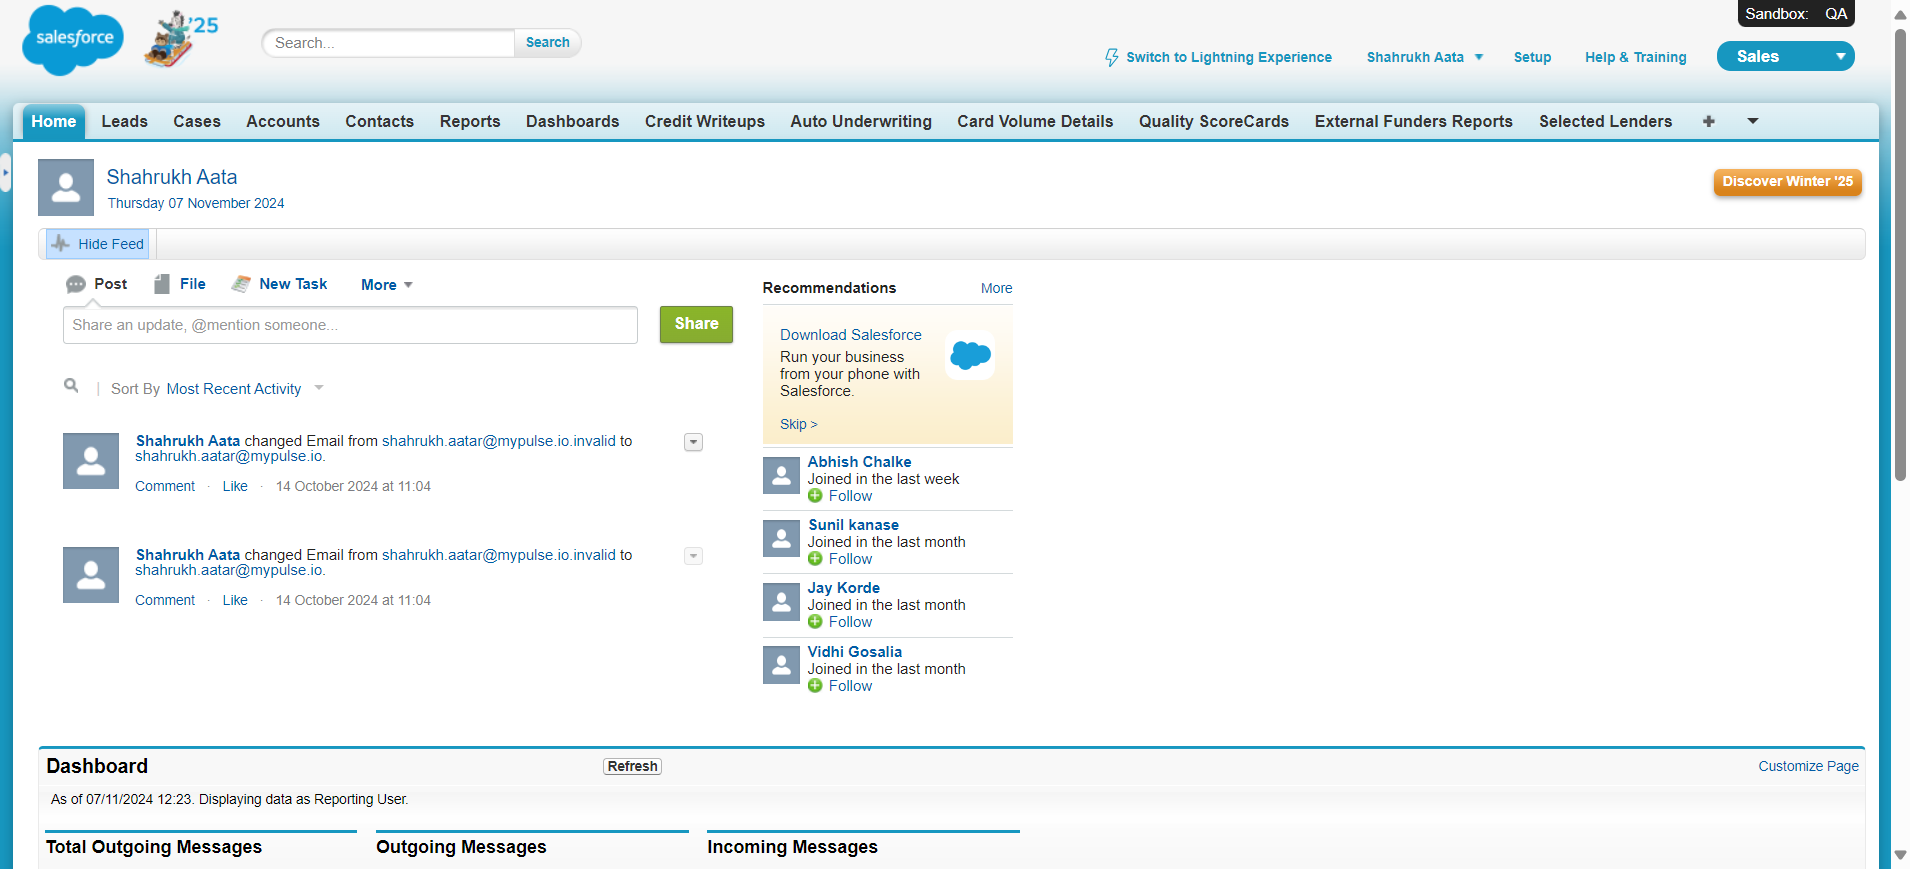 Sandbox: QA
salesforce
'25
Search...
Search
Switch to Lightning Experience
Shahrukh Aata
Setup
Help & Training
Sales
Home
Leads
Cases
Accounts
Contacts
Reports
Dashboards
Credit Writeups
Auto Underwriting
Card Volume Details
Quality ScoreCards
External Funders Reports
Selected Lenders
Shahrukh Aata
Thursday 07 November 2024
Discover Winter '25
Hide Feed
Post
File
New Task
More
Share an update, @mention someone...
Share
Sort By Most Recent Activity
Shahrukh Aata changed Email from shahrukh.aatar@mypulse.io.invalid to
shahrukh.aatar@mypulse.io.
Comment · Like · 14 October 2024 at 11:04
Shahrukh Aata changed Email from shahrukh.aatar@mypulse.io.invalid to
shahrukh.aatar@mypulse.io.
Comment · Like · 14 October 2024 at 11:04
Recommendations
More
Download Salesforce
Run your business
from your phone with
Salesforce.
Skip >
Abhish Chalke
Joined in the last week
Follow
Sunil kanase
Joined in the last month
Follow
Jay Korde
Joined in the last month
Follow
Vidhi Gosalia
Joined in the last month
Follow
Dashboard
Refresh
Customize Page
As of 07/11/2024 12:23. Displaying data as Reporting User.
Total Outgoing Messages
Outgoing Messages
Incoming Messages